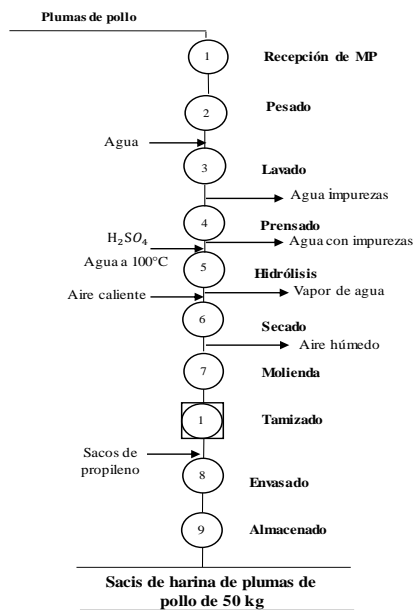 Plumas de pollo
1
Recepción de MP
2
Pesado
Agua
3
Lavado
Agua impurezas
4
Prensado
H₂SO₄
Agua con impurezas
Agua a 100°C
5
Hidrólisis
Aire caliente
Vapor de agua
6
Secado
Aire húmedo
7
Molienda
1
Tamizado
Sacos de
propileno
8
Envasado
9
Almacenado
Sacis de harina de plumas de
pollo de 50 kg